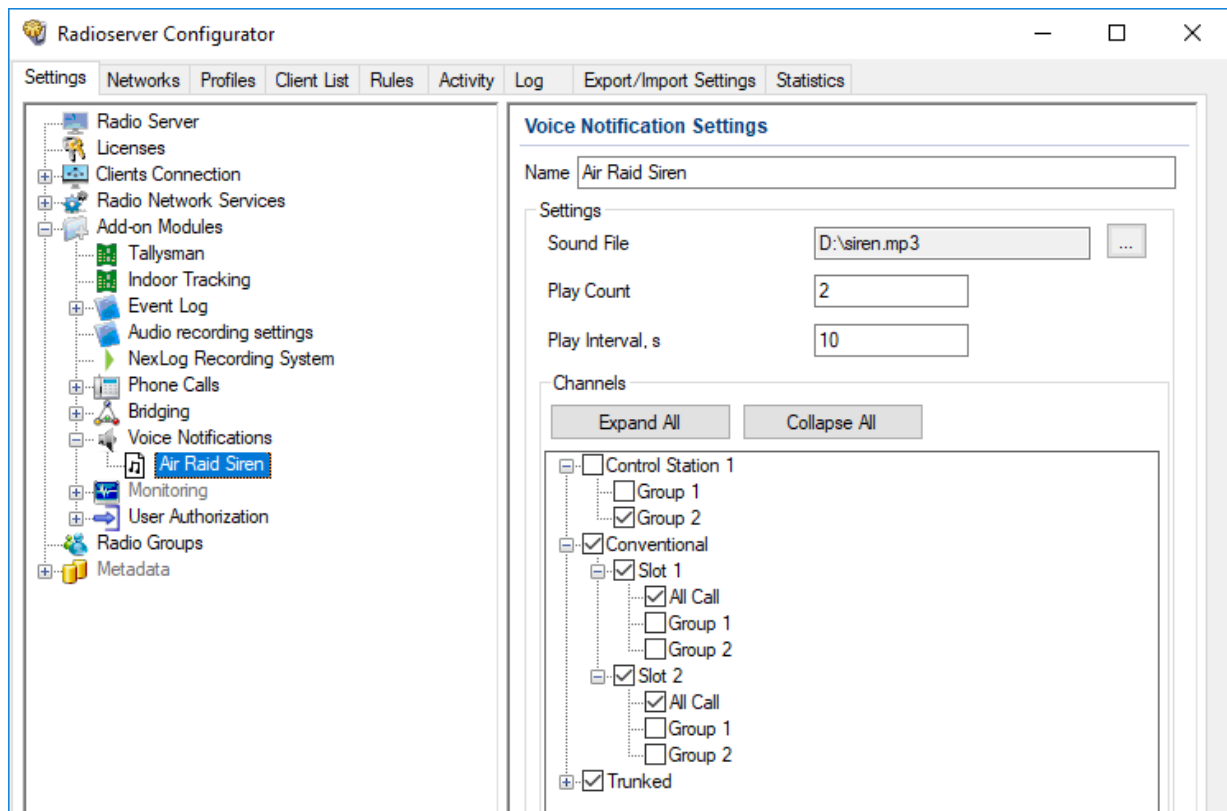 Radioserver Configurator
Settings Networks Profiles Client List Rules Activity Log Export/Import Settings Statistics
Radio Server
Licenses
Clients Connection
Radio Network Services
Add-on Modules
Tallysman
Indoor Tracking
Event Log
Audio recording settings
NexLog Recording System
Phone Calls
Bridging
Voice Notifications
Air Raid Siren
Monitoring
User Authorization
Radio Groups
Metadata
Voice Notification Settings
Name Air Raid Siren
Settings
Sound File D:\siren.mp3 ...
Play Count 2
Play Interval, s 10
Channels
Expand All Collapse All
Control Station 1
Group 1
Group 2
Conventional
Slot 1
All Call
Group 1
Group 2
Slot 2
All Call
Group 1
Group 2
Trunked